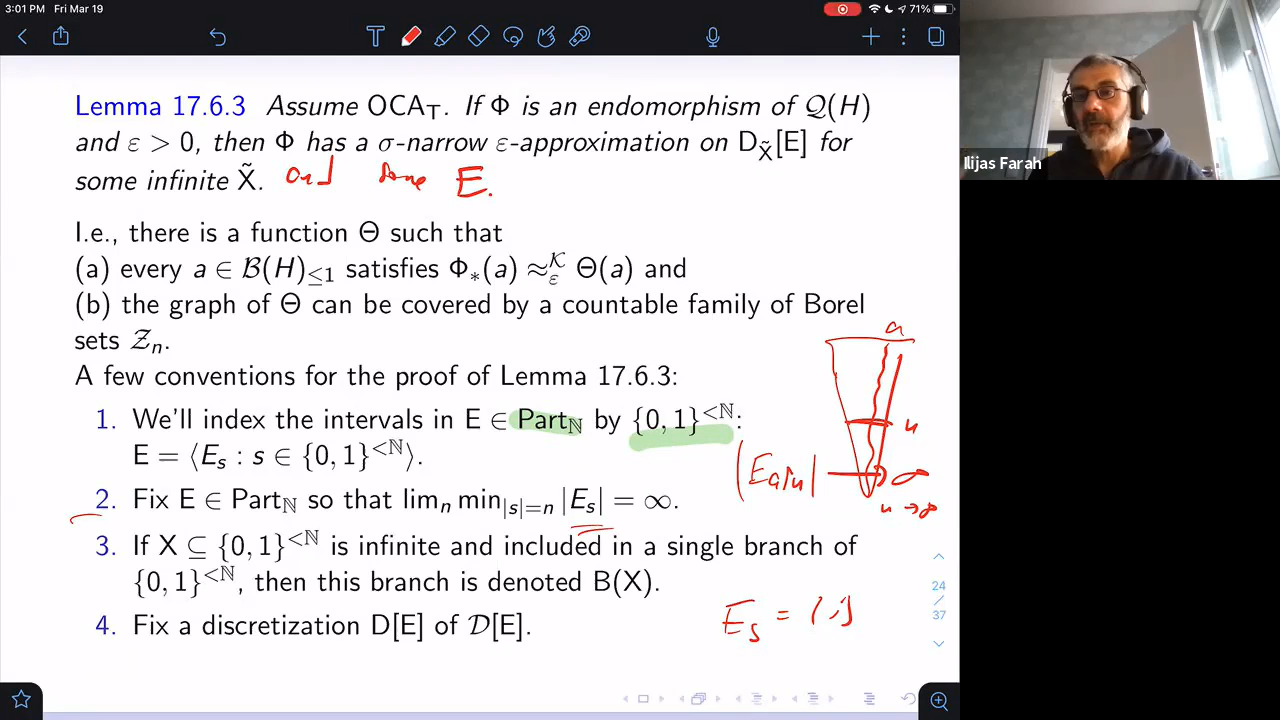 3:01 PM Fri Mar 19
71%
Lemma 17.6.3 Assume OCA_T. If Φ is an endomorphism of Q(H)
and ε > 0, then Φ has a σ-narrow ε-approximation on D_X̃[E] for
some infinite X̃. and some E.
I.e., there is a function Θ such that
(a) every a ∈ B(H)≤1 satisfies Φ_*(a) ≈_ε^K Θ(a) and
(b) the graph of Θ can be covered by a countable family of Borel
sets Z_n.
A few conventions for the proof of Lemma 17.6.3:
1. We'll index the intervals in E ∈ Part_ℕ by {0, 1}^{<ℕ}:
E = ⟨E_s : s ∈ {0, 1}^{<ℕ}⟩.
2. Fix E ∈ Part_ℕ so that lim_n min_{|s|=n} |E_s| = ∞.
3. If X ⊆ {0, 1}^{<ℕ} is infinite and included in a single branch of
{0, 1}^{<ℕ}, then this branch is denoted B(X).
4. Fix a discretization D[E] of D[E].
a
n
|E_{a↾n}| → ∞
n → ∞
E_s =
24
/
37
Ilijas Farah